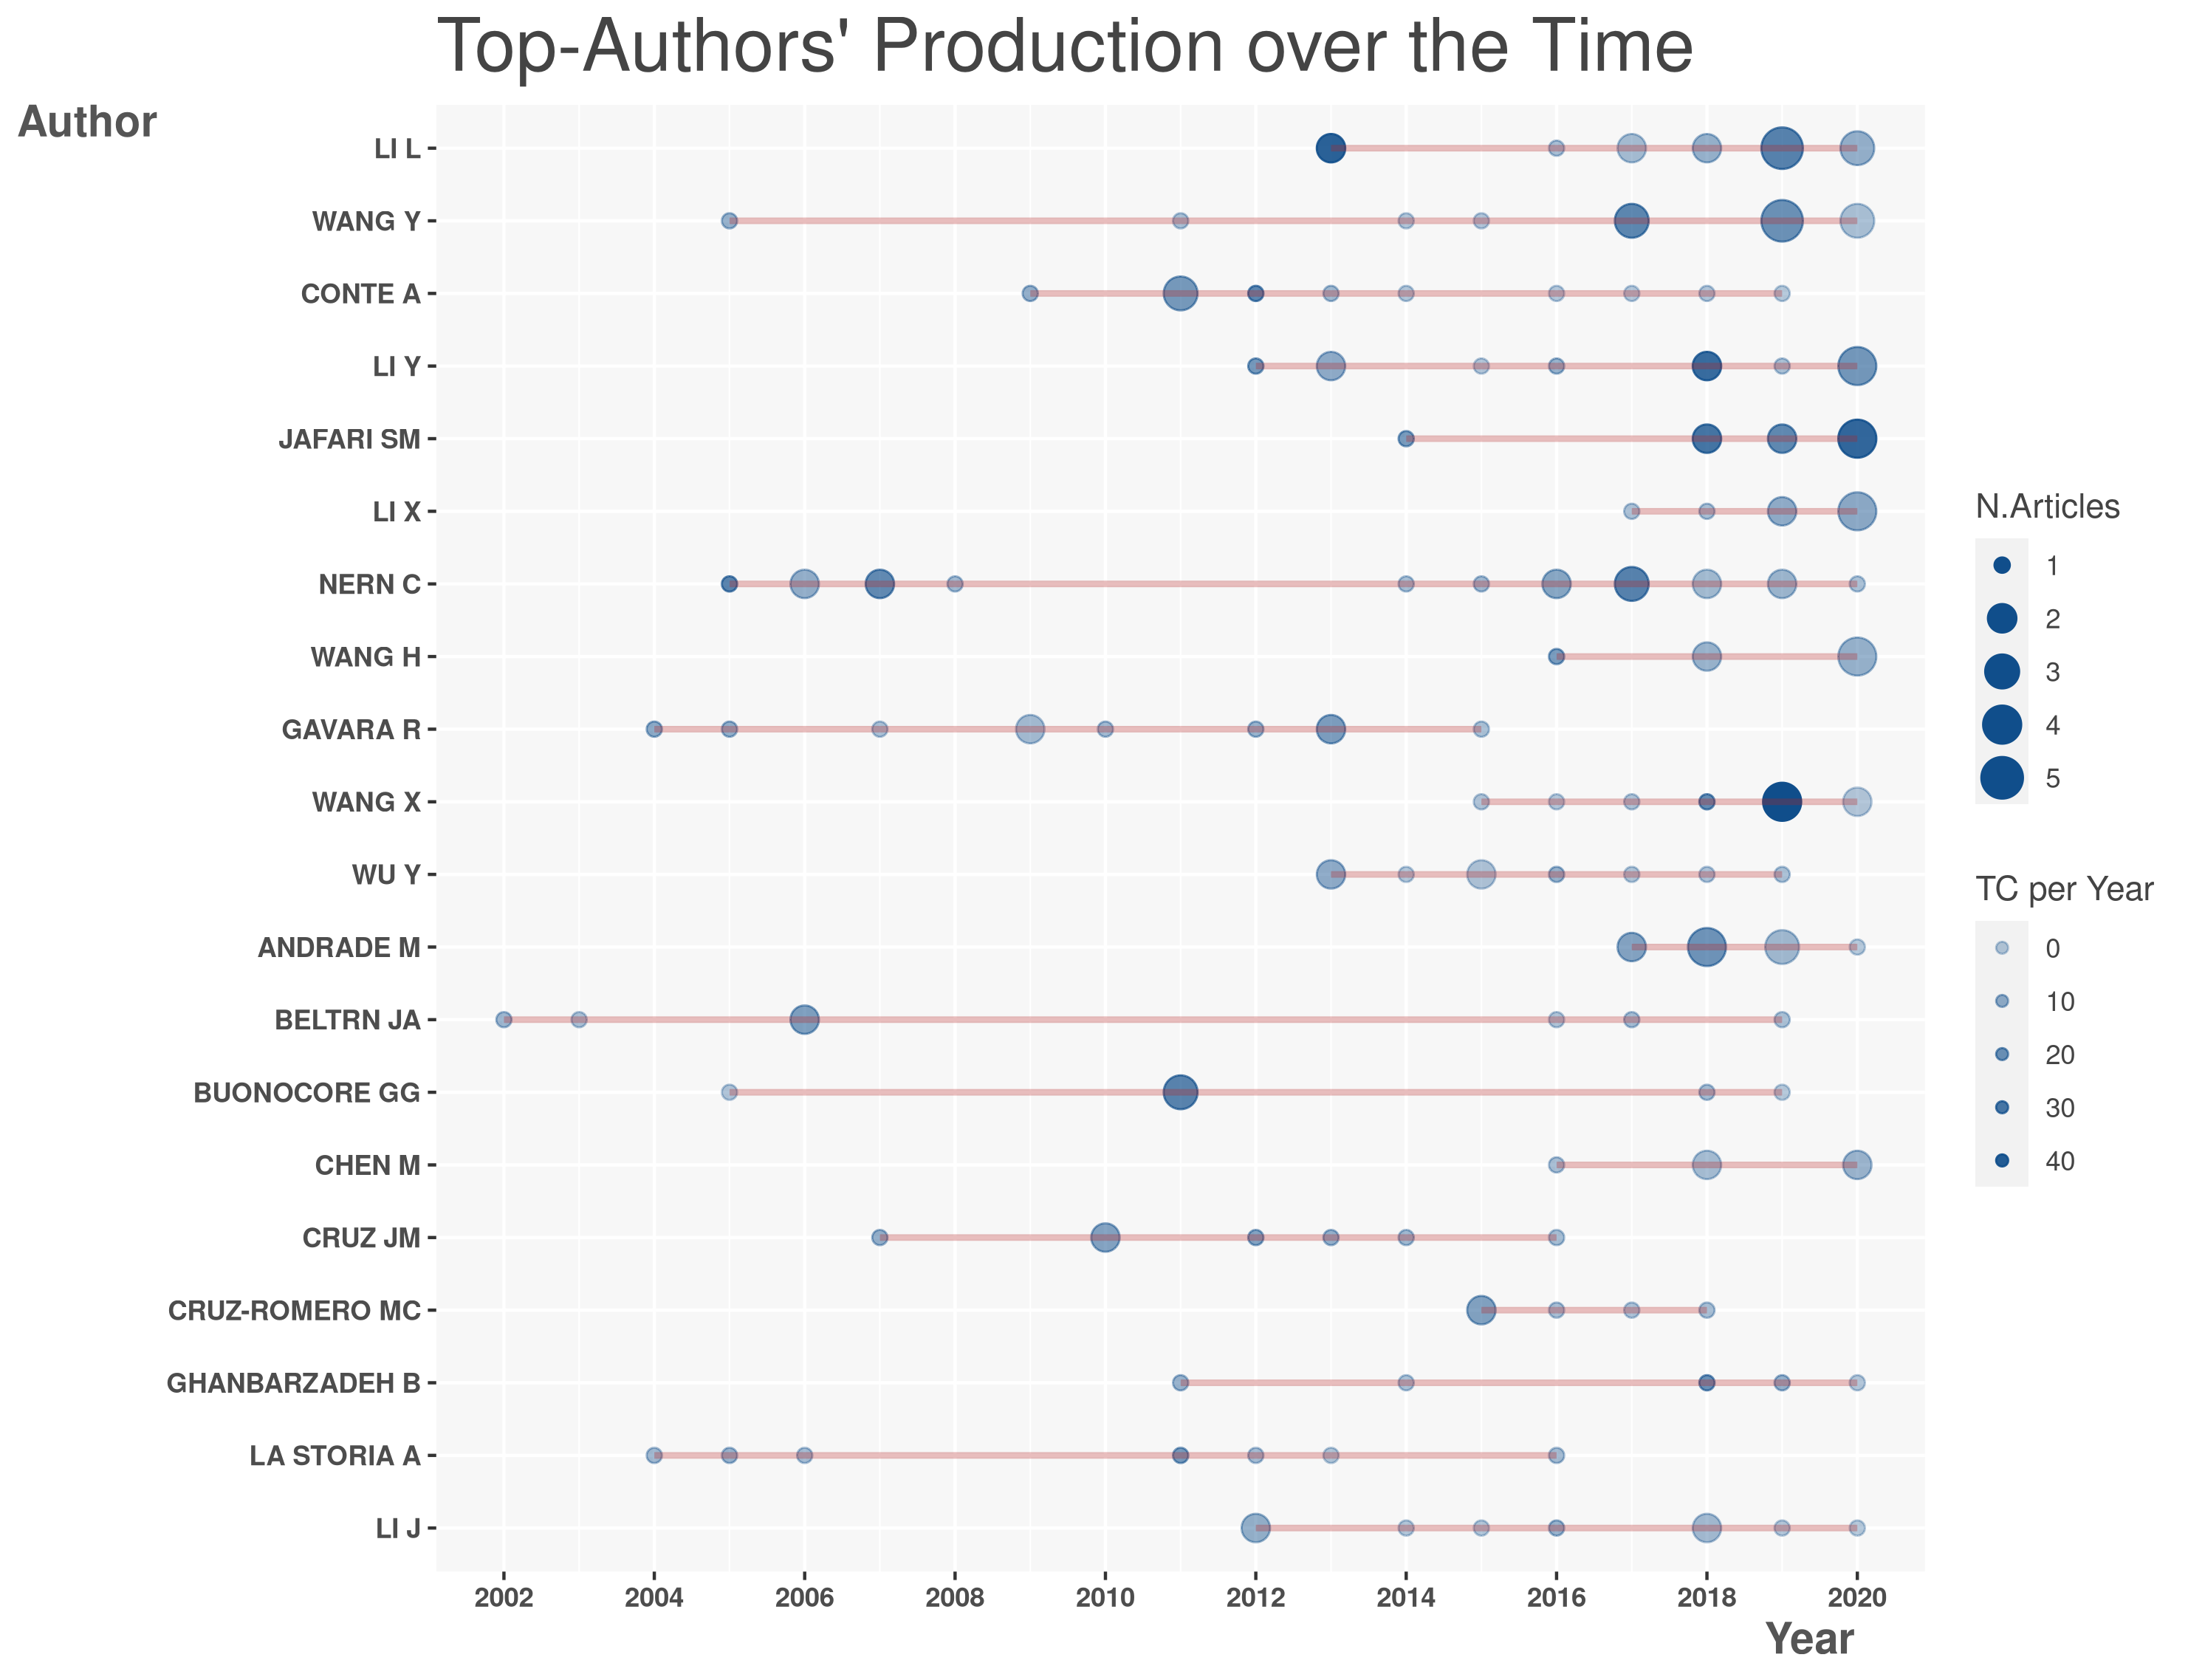 Top-Authors' Production over the Time
Author
LI L
WANG Y
CONTE A
LI Y
JAFARI SM
LI X
NERN C
WANG H
GAVARA R
WANG X
WU Y
ANDRADE M
BELTRN JA
BUONOCORE GG
CHEN M
CRUZ JM
CRUZ-ROMERO MC
GHANBARZADEH B
LA STORIA A
LI J
2002 2004 2006 2008 2010 2012 2014 2016 2018 2020
Year
N.Articles
1
2
3
4
5
TC per Year
0
10
20
30
40